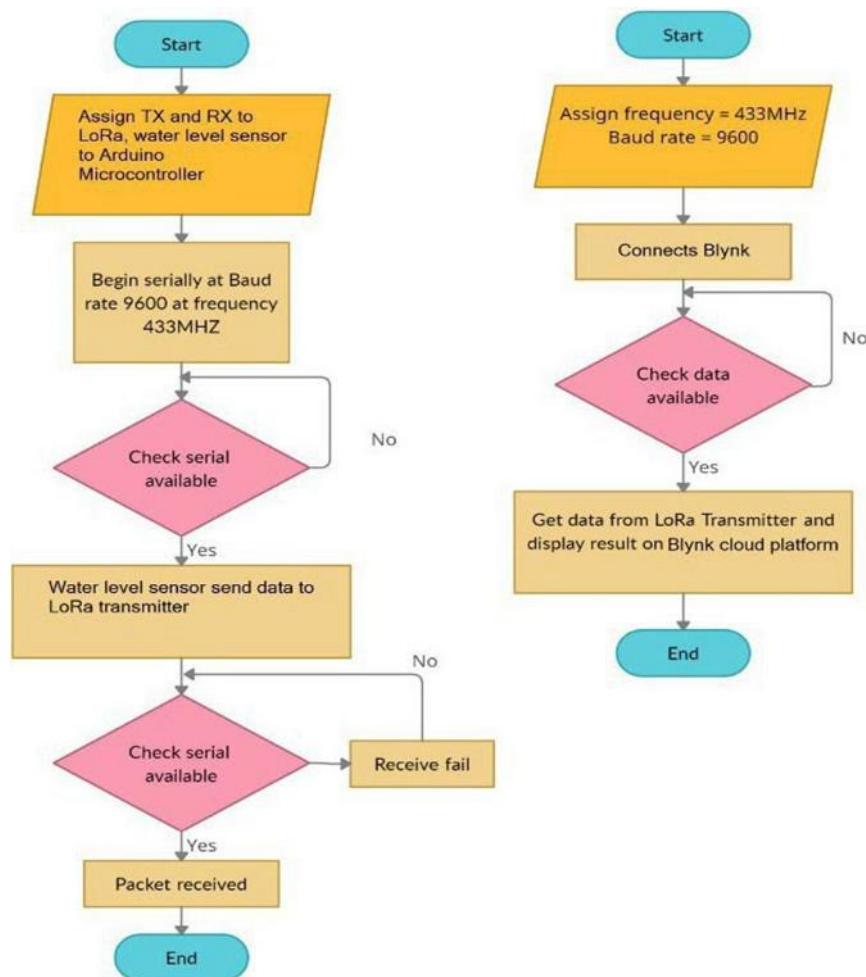 Start
Assign TX and RX to
LoRa, water level sensor
to Arduino
Microcontroller
Begin serially at Baud
rate 9600 at frequency
433MHZ
No
Check serial
available
Yes
Water level sensor send data to
LoRa transmitter
No
Check serial
available
Receive fail
Yes
Packet received
End
Start
Assign frequency = 433MHz
Baud rate = 9600
Connects Blynk
No
Check data
available
Yes
Get data from LoRa Transmitter and
display result on Blynk cloud platform
End